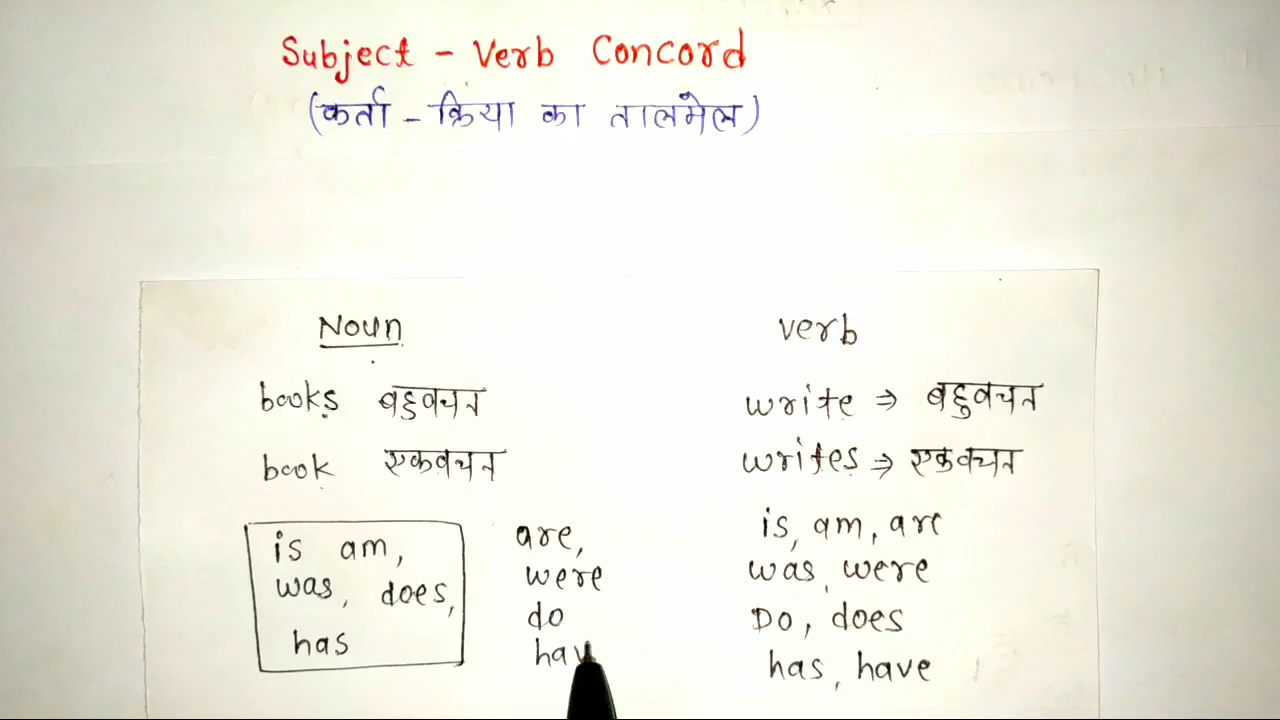 Subject - Verb Concord
(कर्ता - क्रिया का तालमेल)
Noun
books बहुवचन
book एकवचन
is am,
was, does,
has
are,
were
do
hav
verb
write ⇒ बहुवचन
writes ⇒ एकवचन
is, am, are
was, were
Do, does
has, have